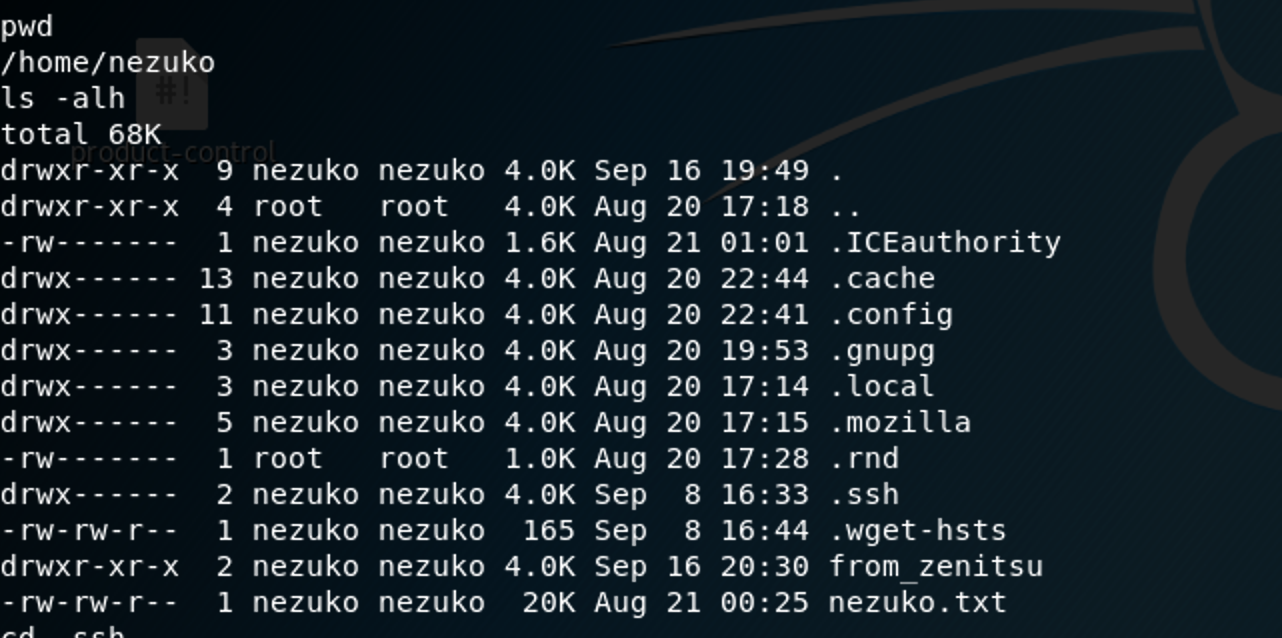 pwd
/home/nezuko
ls -alh
total 68K
product-control
drwxr-xr-x  9 nezuko nezuko 4.0K Sep 16 19:49 .
drwxr-xr-x  4 root   root   4.0K Aug 20 17:18 ..
-rw-------  1 nezuko nezuko 1.6K Aug 21 01:01 .ICEauthority
drwx------ 13 nezuko nezuko 4.0K Aug 20 22:44 .cache
drwx------ 11 nezuko nezuko 4.0K Aug 20 22:41 .config
drwx------  3 nezuko nezuko 4.0K Aug 20 19:53 .gnupg
drwx------  3 nezuko nezuko 4.0K Aug 20 17:14 .local
drwx------  5 nezuko nezuko 4.0K Aug 20 17:15 .mozilla
-rw-------  1 root   root   1.0K Aug 20 17:28 .rnd
drwx------  2 nezuko nezuko 4.0K Sep  8 16:33 .ssh
-rw-rw-r--  1 nezuko nezuko  165 Sep  8 16:44 .wget-hsts
drwxr-xr-x  2 nezuko nezuko 4.0K Sep 16 20:30 from_zenitsu
-rw-rw-r--  1 nezuko nezuko  20K Aug 21 00:25 nezuko.txt
cd .ssh